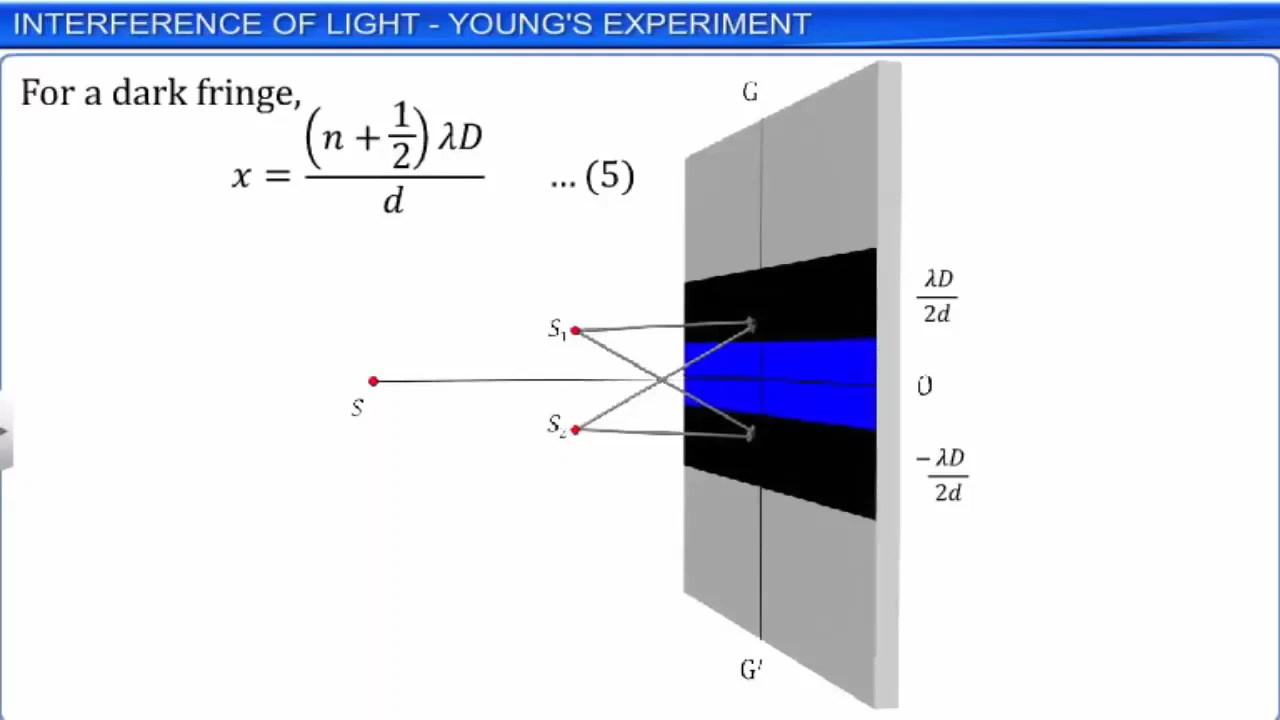 INTERFERENCE OF LIGHT - YOUNG'S EXPERIMENT
For a dark fringe,
x = (n + 1/2) λD / d ... (5)
G
λD / 2d
S₁
O
S
S₂
− λD / 2d
G'